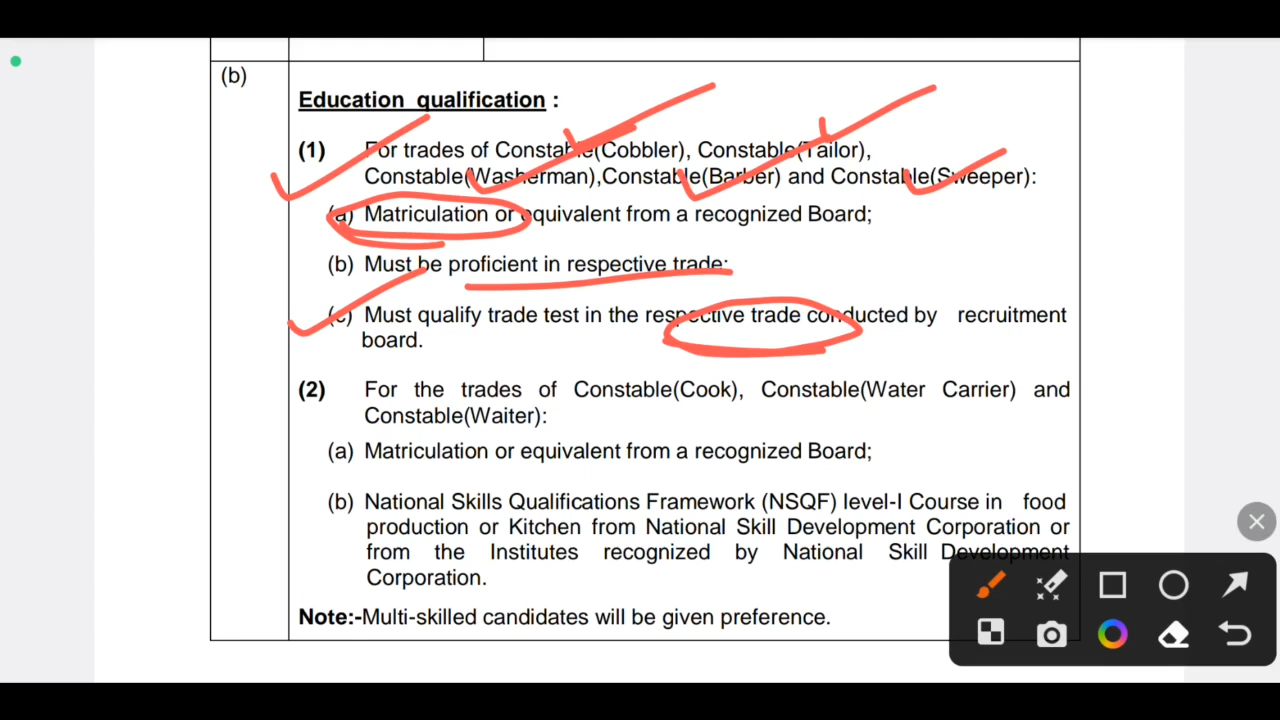 (b)
Education qualification :
(1) For trades of Constable(Cobbler), Constable(Tailor),
Constable(Washerman),Constable(Barber) and Constable(Sweeper):
(a) Matriculation or equivalent from a recognized Board;
(b) Must be proficient in respective trade;
(c) Must qualify trade test in the respective trade conducted by recruitment
board.
(2) For the trades of Constable(Cook), Constable(Water Carrier) and
Constable(Waiter):
(a) Matriculation or equivalent from a recognized Board;
(b) National Skills Qualifications Framework (NSQF) level-I Course in food
production or Kitchen from National Skill Development Corporation or
from the Institutes recognized by National Skill Development
Corporation.
Note:-Multi-skilled candidates will be given preference.